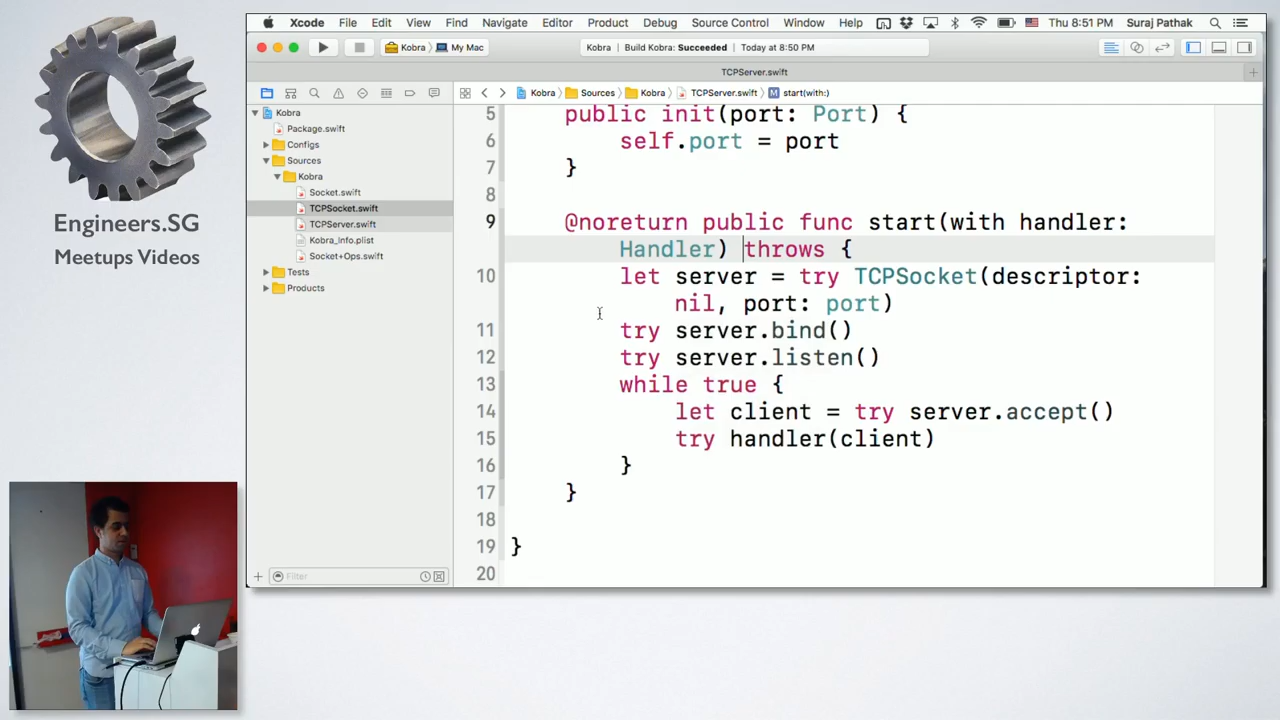 Xcode File Edit View Find Navigate Editor Product Debug Source Control Window Help Thu 8:51 PM Suraj Pathak
Kobra My Mac Kobra | Build Kobra: Succeeded | Today at 8:50 PM
TCPServer.swift
Kobra Sources Kobra TCPServer.swift M start(with:)
Kobra
Package.swift
Configs
Sources
Kobra
Socket.swift
TCPSocket.swift
TCPServer.swift
Kobra_Info.plist
Socket+Ops.swift
Tests
Products
Filter
5 public init(port: Port) {
6 self.port = port
7 }
8
9 @noreturn public func start(with handler:
Handler) throws {
10 let server = try TCPSocket(descriptor:
nil, port: port)
11 try server.bind()
12 try server.listen()
13 while true {
14 let client = try server.accept()
15 try handler(client)
16 }
17 }
18
19 }
20
Engineers.SG
Meetups Videos